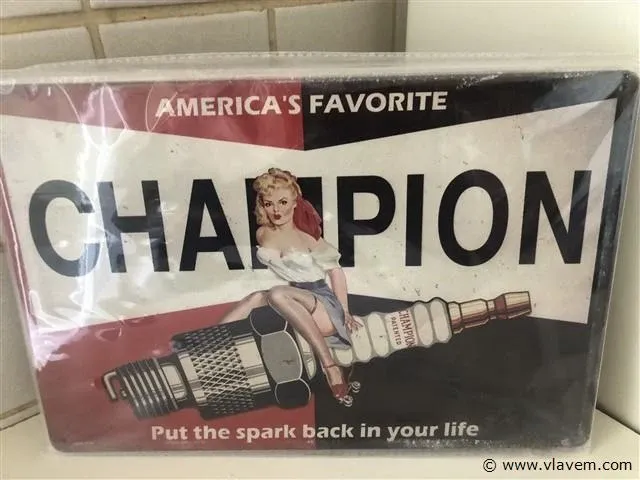 AMERICA'S FAVORITE
CHAMPION
CHAMPION
PATENTED
Put the spark back in your life
© www.vlavem.com